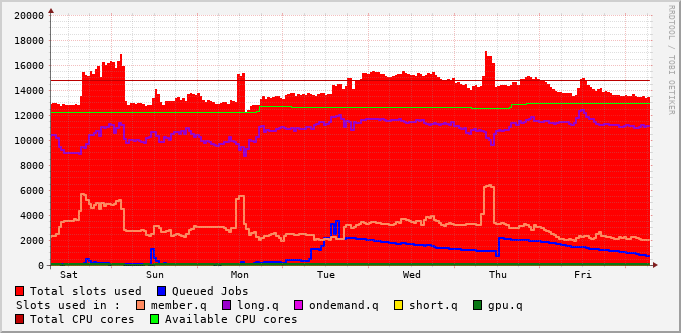 20000
18000
16000
14000
12000
10000
8000
6000
4000
2000
0
Sat Sun Mon Tue Wed Thu Fri
RRDTOOL / TOBI OETIKER
Total slots used Queued Jobs
Slots used in : member.q long.q ondemand.q short.q gpu.q
Total CPU cores Available CPU cores